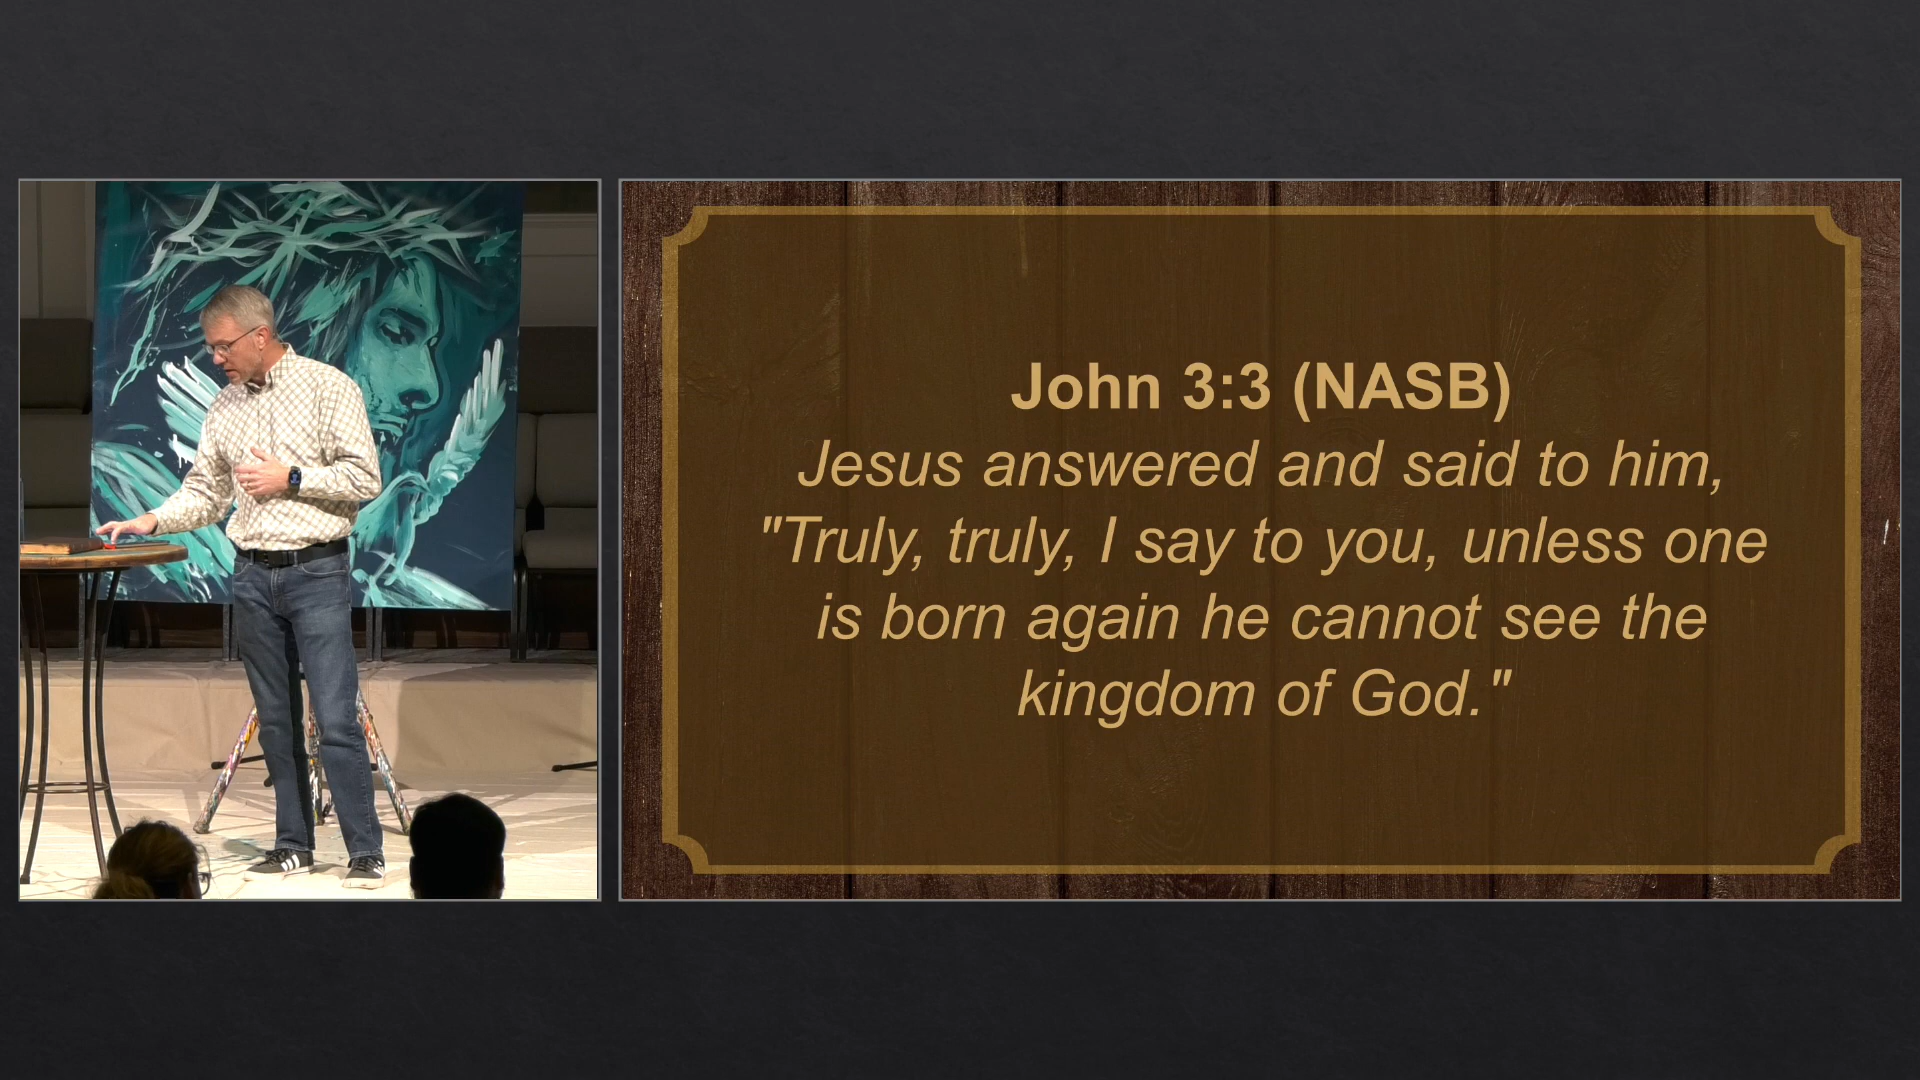 John 3:3 (NASB)
Jesus answered and said to him,
"Truly, truly, I say to you, unless one
is born again he cannot see the
kingdom of God."